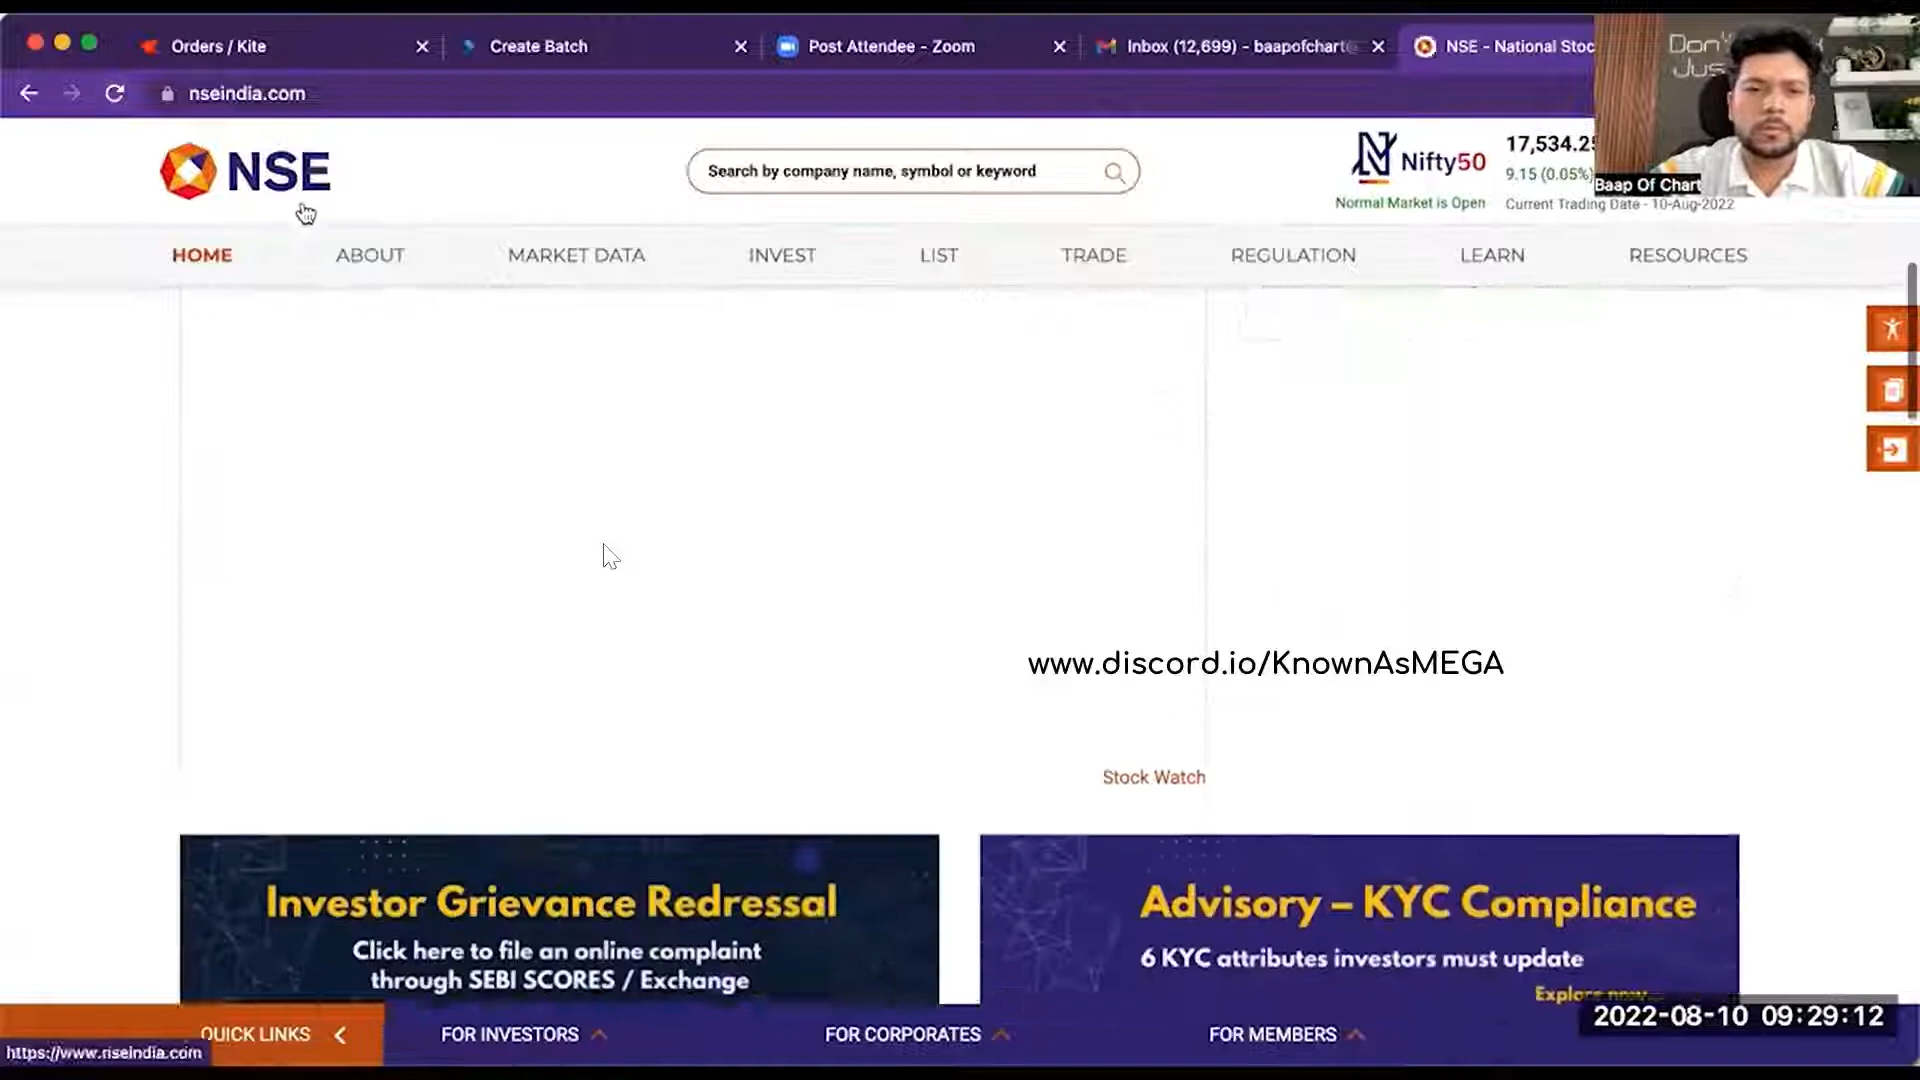 Orders / Kite
Create Batch
Post Attendee - Zoom
Inbox (12,699) - baapofchart
NSE - National Stoc
Don'
Jus
nseindia.com
NSE
Search by company name, symbol or keyword
Nifty50
17,534.25
9.15 (0.05%)
Baap Of Chart
Normal Market is Open
Current Trading Date - 10-Aug-2022
HOME
ABOUT
MARKET DATA
INVEST
LIST
TRADE
REGULATION
LEARN
RESOURCES
www.discord.io/KnownAsMEGA
Stock Watch
Investor Grievance Redressal
Click here to file an online complaint
through SEBI SCORES / Exchange
Advisory – KYC Compliance
6 KYC attributes investors must update
Explore now
2022-08-10 09:29:12
QUICK LINKS
FOR INVESTORS
FOR CORPORATES
FOR MEMBERS
https://www.nseindia.com